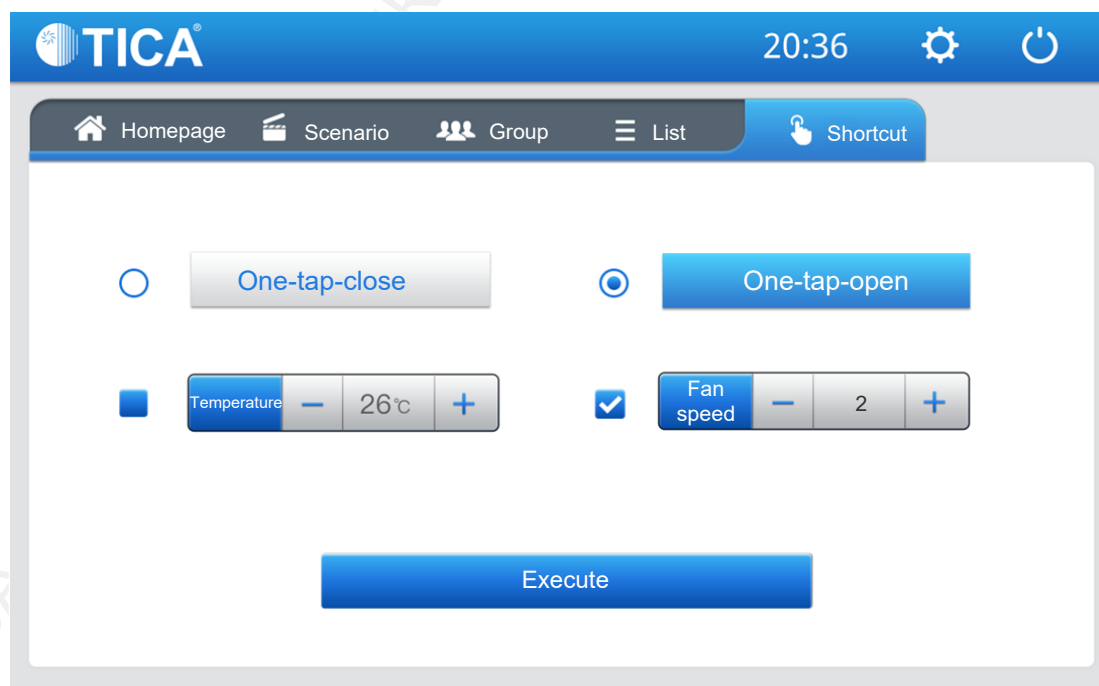 TICA®
20:36
Homepage
Scenario
Group
List
Shortcut
One-tap-close
One-tap-open
Temperature
26℃
Fan
speed
2
Execute